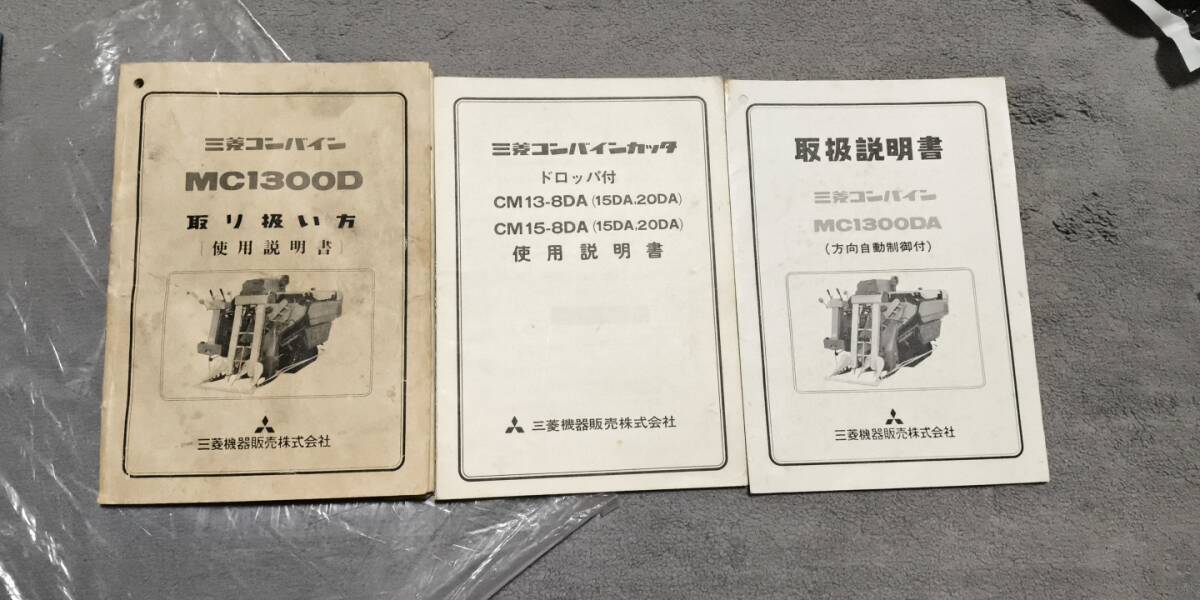 三菱コンバイン
MC1300D
取り扱い方
［使用説明書］
三菱機器販売株式会社
三菱コンバインカッタ
ドロッパ付
CM13-8DA (15DA.20DA)
CM15-8DA (15DA.20DA)
使用説明書
三菱機器販売株式会社
取扱説明書
三菱コンバイン
MC1300DA
(方向自動制御付)
三菱機器販売株式会社